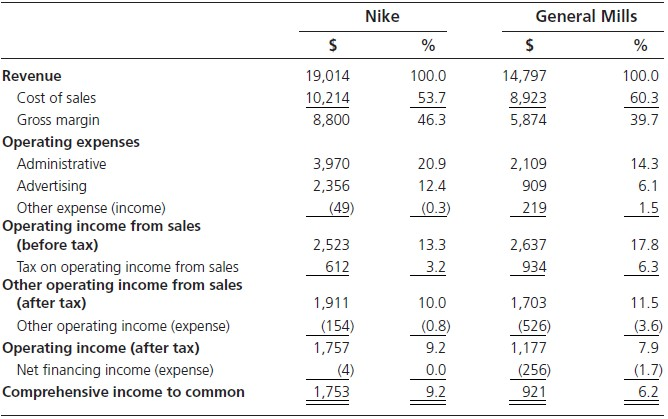 Nike General Mills
$ % $ %
Revenue 19,014 100.0 14,797 100.0
Cost of sales 10,214 53.7 8,923 60.3
Gross margin 8,800 46.3 5,874 39.7
Operating expenses
Administrative 3,970 20.9 2,109 14.3
Advertising 2,356 12.4 909 6.1
Other expense (income) (49) (0.3) 219 1.5
Operating income from sales
(before tax) 2,523 13.3 2,637 17.8
Tax on operating income from sales 612 3.2 934 6.3
Other operating income from sales
(after tax) 1,911 10.0 1,703 11.5
Other operating income (expense) (154) (0.8) (526) (3.6)
Operating income (after tax) 1,757 9.2 1,177 7.9
Net financing income (expense) (4) 0.0 (256) (1.7)
Comprehensive income to common 1,753 9.2 921 6.2